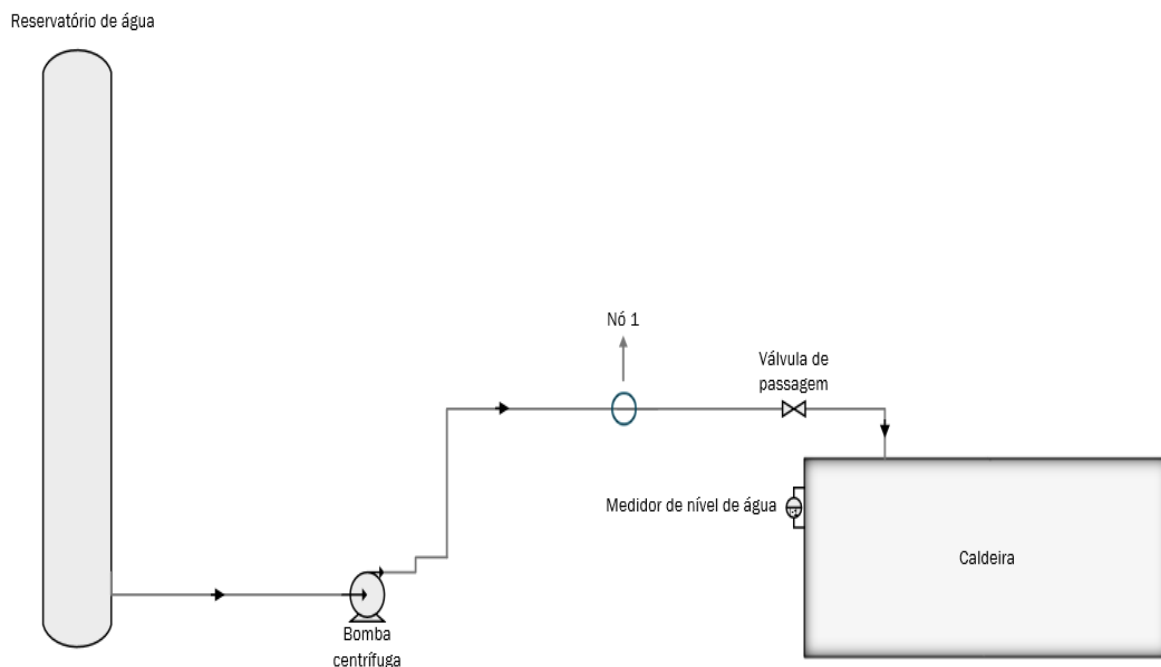 Reservatório de água
Nó 1
Válvula de
passagem
Medidor de nível de água
Caldeira
Bomba
centrífuga